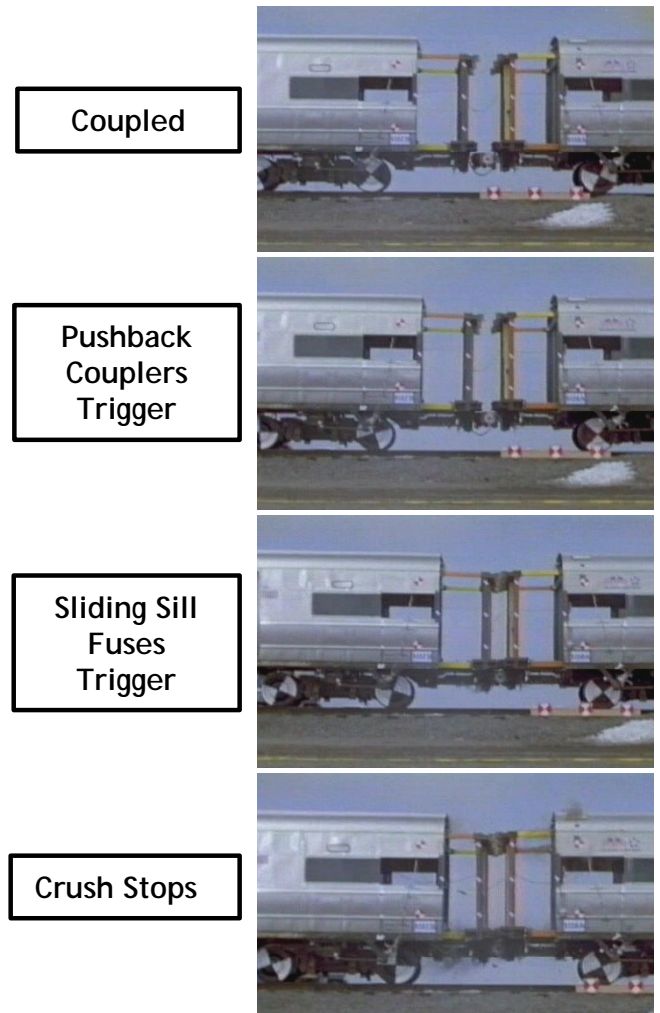 Coupled
Pushback
Couplers
Trigger
Sliding Sill
Fuses
Trigger
Crush Stops